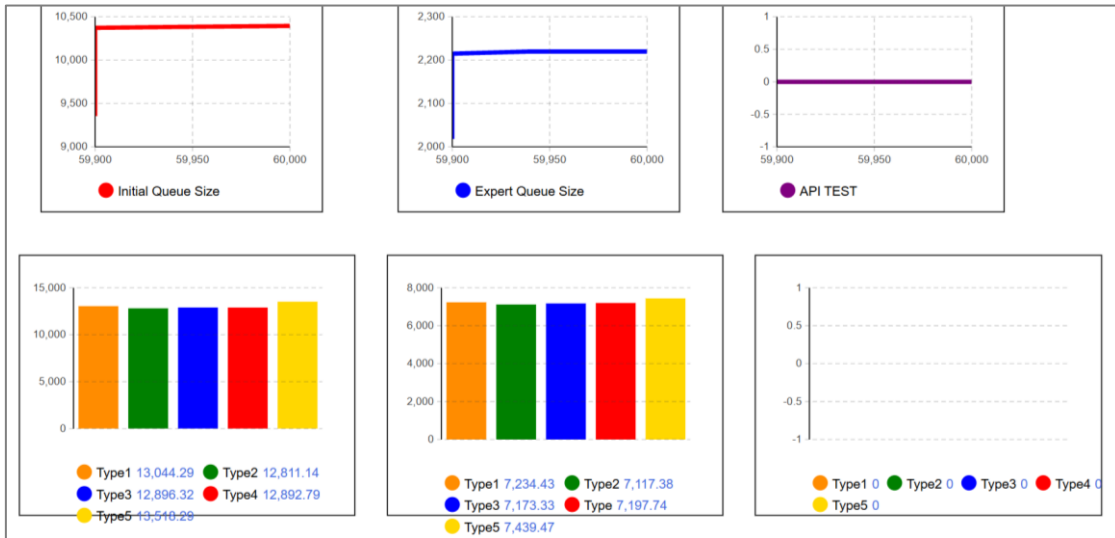 10,500
10,000
9,500
9,000
59,900 59,950 60,000
Initial Queue Size
2,300
2,200
2,100
2,000
59,900 59,950 60,000
Expert Queue Size
1
0.5
0
-0.5
-1
59,900 59,950 60,000
API TEST
15,000
10,000
5,000
0
Type1 13,044.29 Type2 12,811.14
Type3 12,896.32 Type4 12,892.79
Type5 13,518.29
8,000
6,000
4,000
2,000
0
Type1 7,234.43 Type2 7,117.38
Type3 7,173.33 Type 7,197.74
Type5 7,439.47
1
0.5
0
-0.5
-1
Type1 0 Type2 0 Type3 0 Type4 0
Type5 0